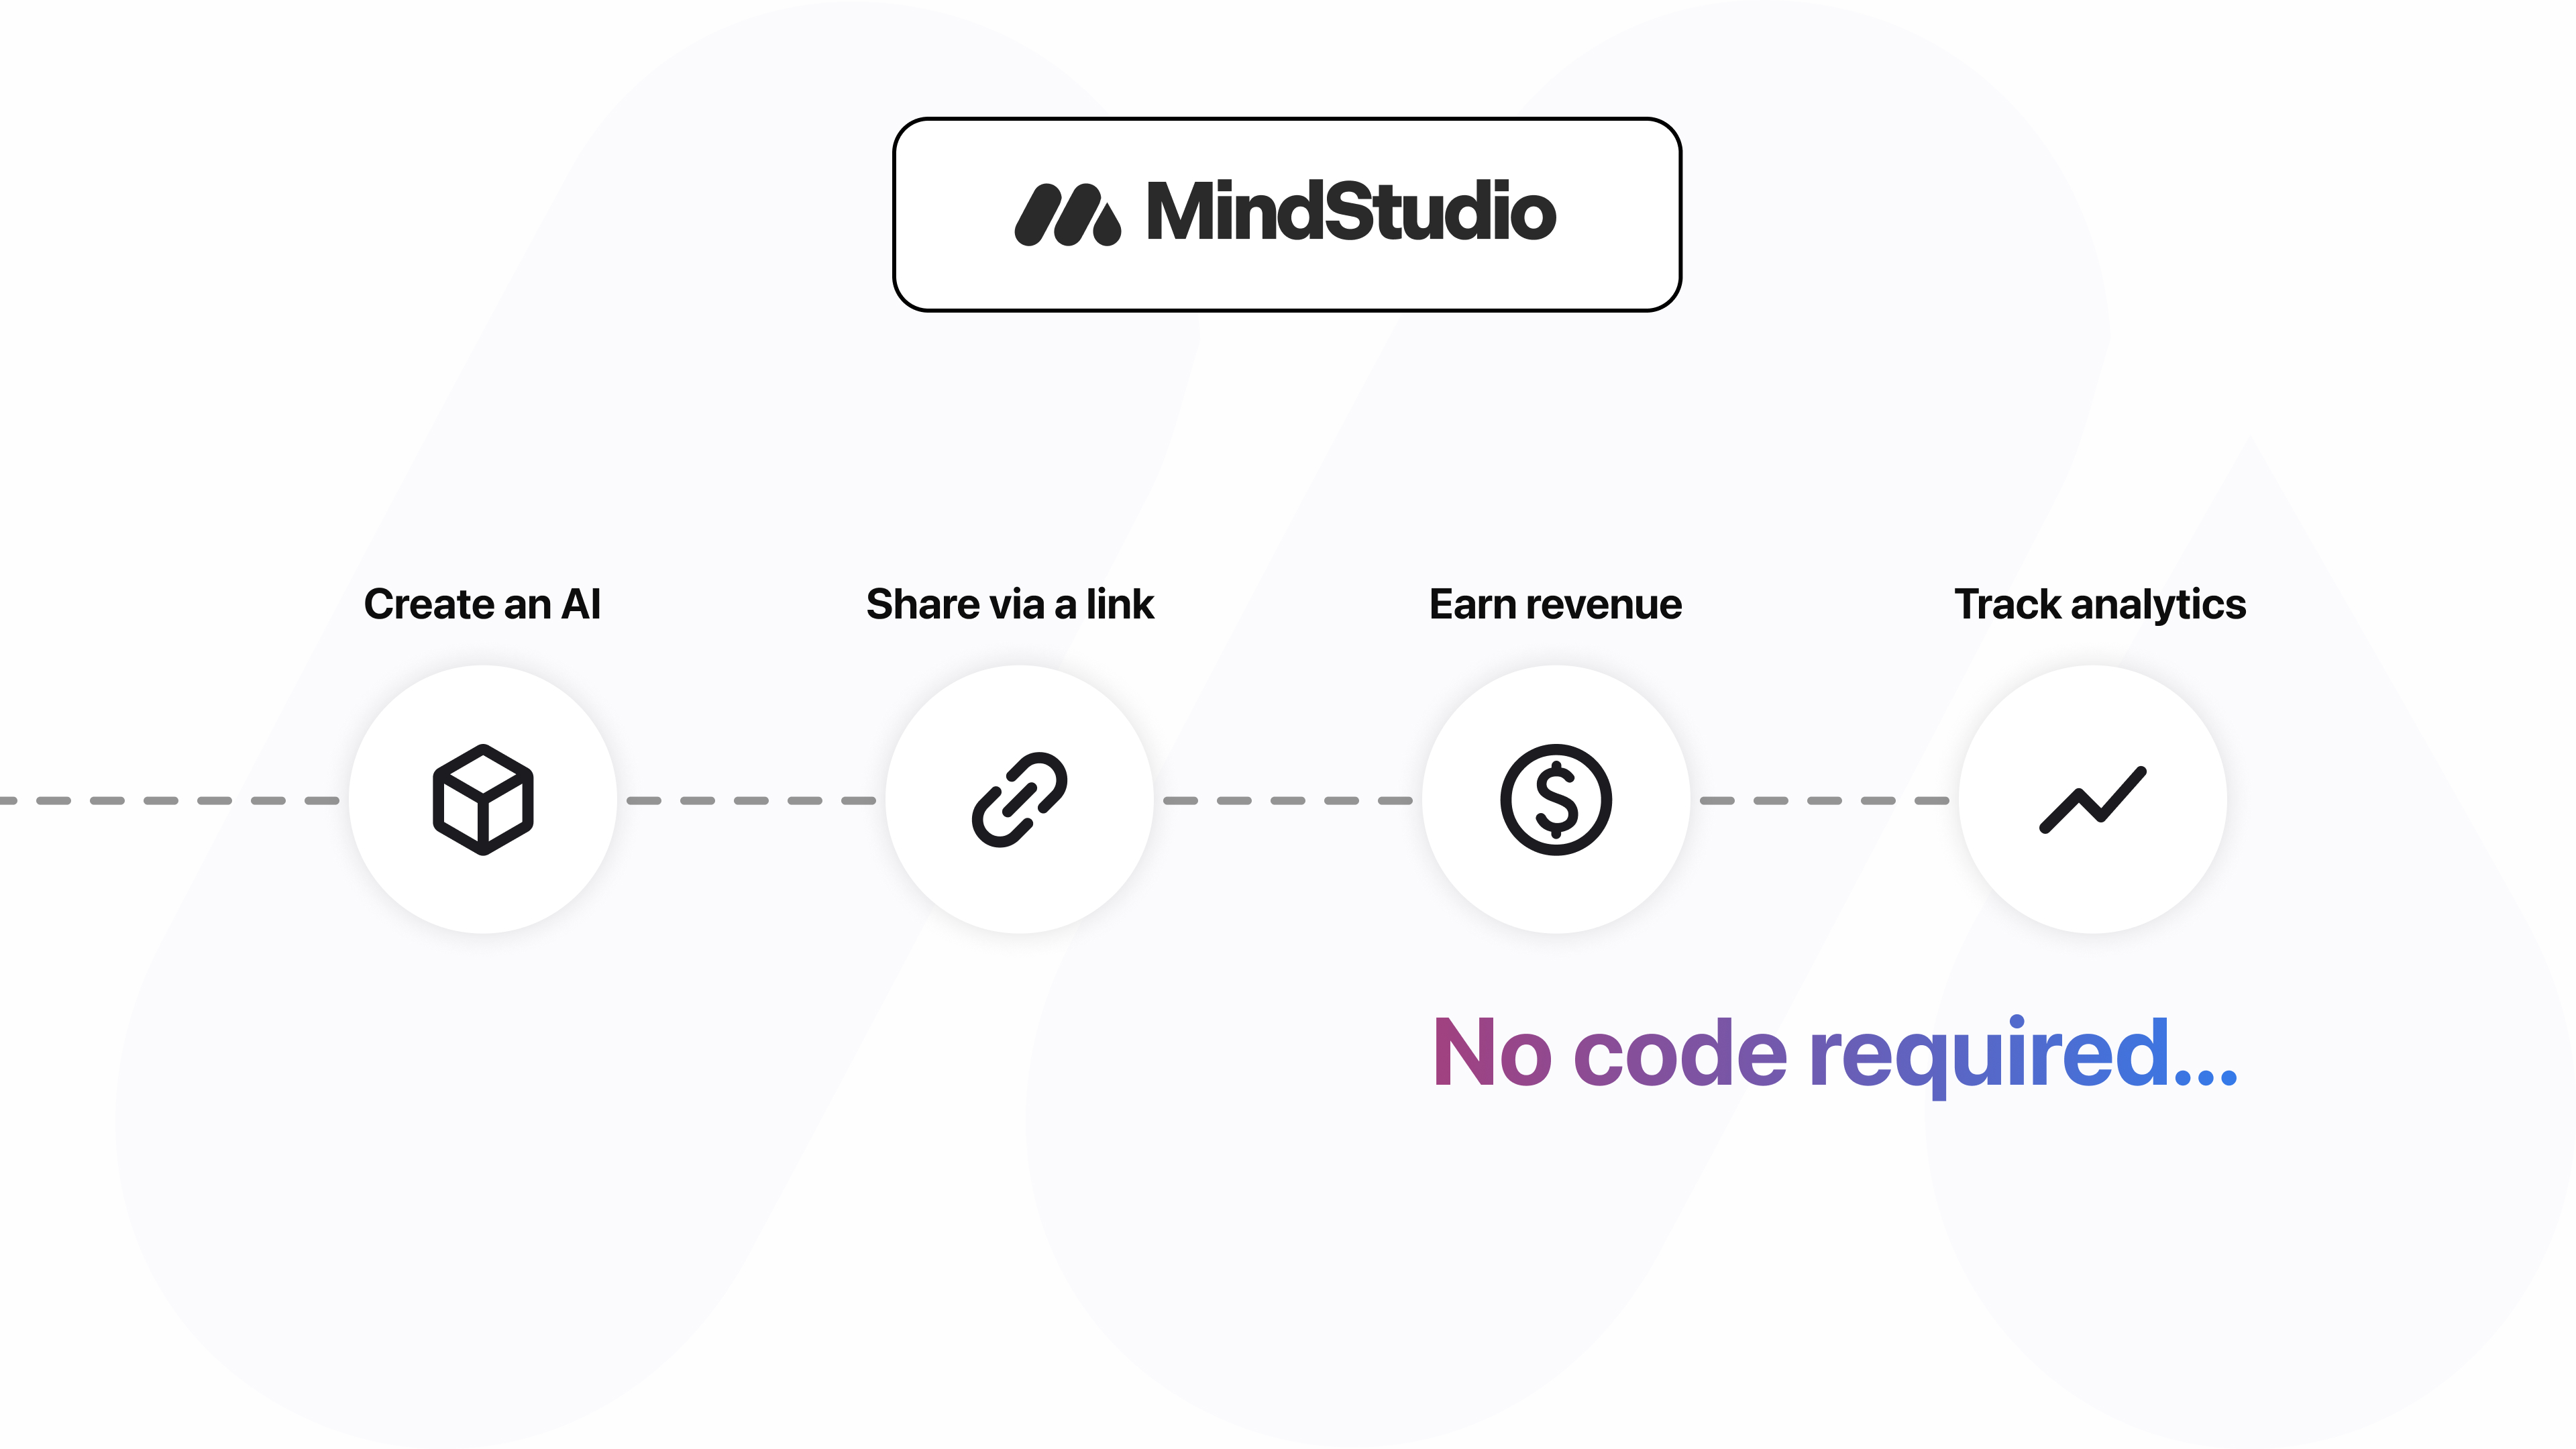 MindStudio
Create an AI
Share via a link
Earn revenue
Track analytics
No code required...